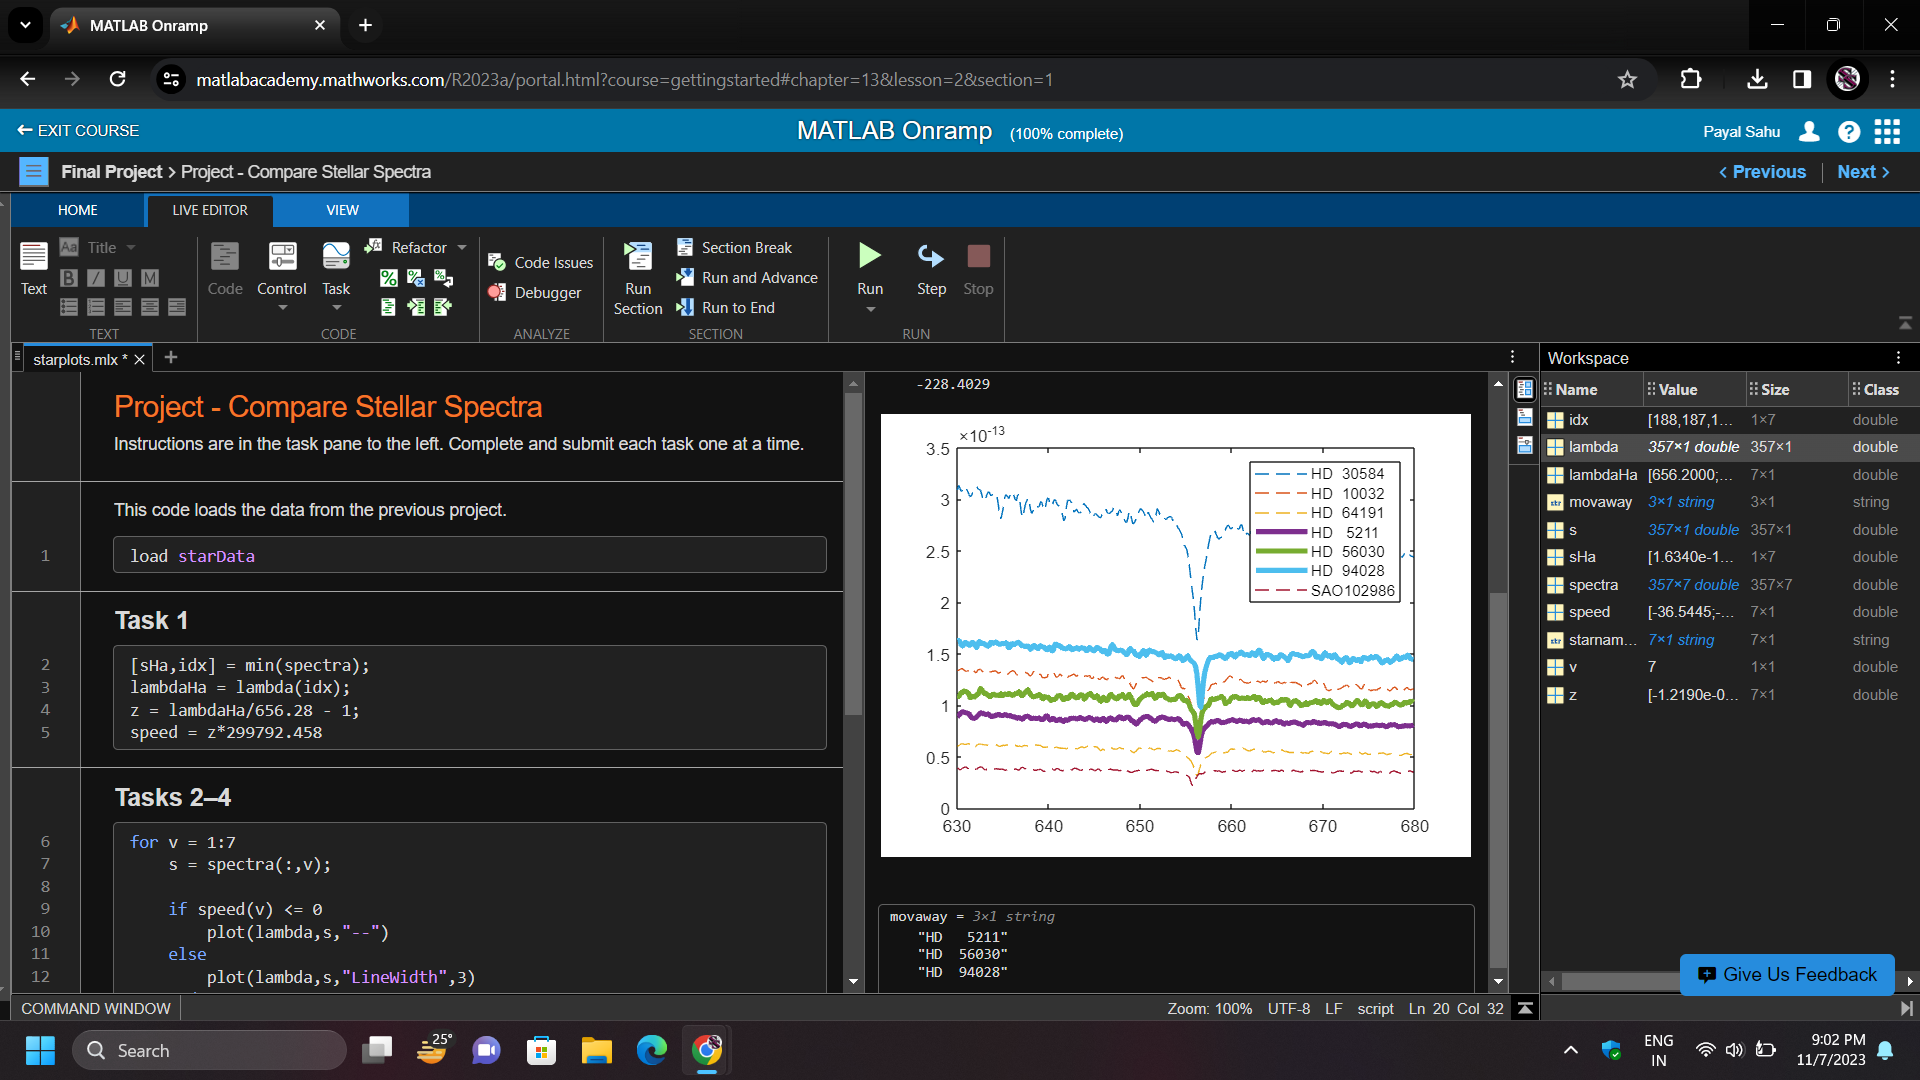 MATLAB Onramp
matlabacademy.mathworks.com/R2023a/portal.html?course=gettingstarted#chapter=13&lesson=2&section=1
EXIT COURSE
MATLAB Onramp (100% complete)
Payal Sahu
Final Project > Project - Compare Stellar Spectra
Previous
Next
HOME
LIVE EDITOR
VIEW
Text
Aa Title
B I U M
TEXT
Code
Control
Task
Refactor
CODE
Code Issues
Debugger
ANALYZE
Run Section
Section Break
Run and Advance
Run to End
SECTION
Run
Step
Stop
RUN
starplots.mlx *
Project - Compare Stellar Spectra
Instructions are in the task pane to the left. Complete and submit each task one at a time.
This code loads the data from the previous project.
1 load starData
Task 1
2 [sHa,idx] = min(spectra);
3 lambdaHa = lambda(idx);
4 z = lambdaHa/656.28 - 1;
5 speed = z*299792.458
Tasks 2–4
6 for v = 1:7
7 s = spectra(:,v);
8
9 if speed(v) <= 0
10 plot(lambda,s,"--")
11 else
12 plot(lambda,s,"LineWidth",3)
-228.4029
×10-13
3.5
3
2.5
2
1.5
1
0.5
0
630 640 650 660 670 680
HD 30584
HD 10032
HD 64191
HD 5211
HD 56030
HD 94028
SAO102986
movaway = 3×1 string
"HD 5211"
"HD 56030"
"HD 94028"
Workspace
Name Value Size Class
idx [188,187,1... 1×7 double
lambda 357×1 double 357×1 double
lambdaHa [656.2000;... 7×1 double
movaway 3×1 string 3×1 string
s 357×1 double 357×1 double
sHa [1.6340e-1... 1×7 double
spectra 357×7 double 357×7 double
speed [-36.5445;-... 7×1 double
starnam... 7×1 string 7×1 string
v 7 1×1 double
z [-1.2190e-0... 7×1 double
Give Us Feedback
COMMAND WINDOW
Zoom: 100% UTF-8 LF script Ln 20 Col 32
Search
25°
ENG
IN
9:02 PM
11/7/2023